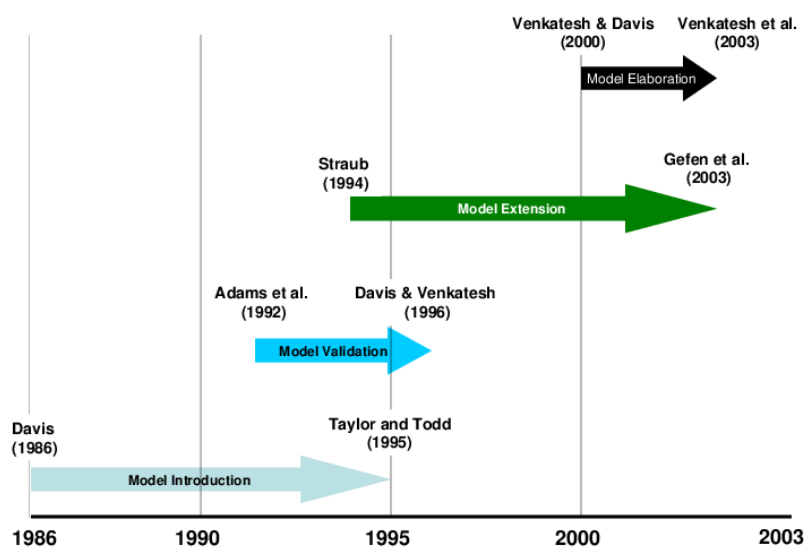 Venkatesh & Davis
(2000)
Venkatesh et al.
(2003)
Model Elaboration
Straub
(1994)
Gefen et al.
(2003)
Model Extension
Adams et al.
(1992)
Davis & Venkatesh
(1996)
Model Validation
Davis
(1986)
Taylor and Todd
(1995)
Model Introduction
1986
1990
1995
2000
2003